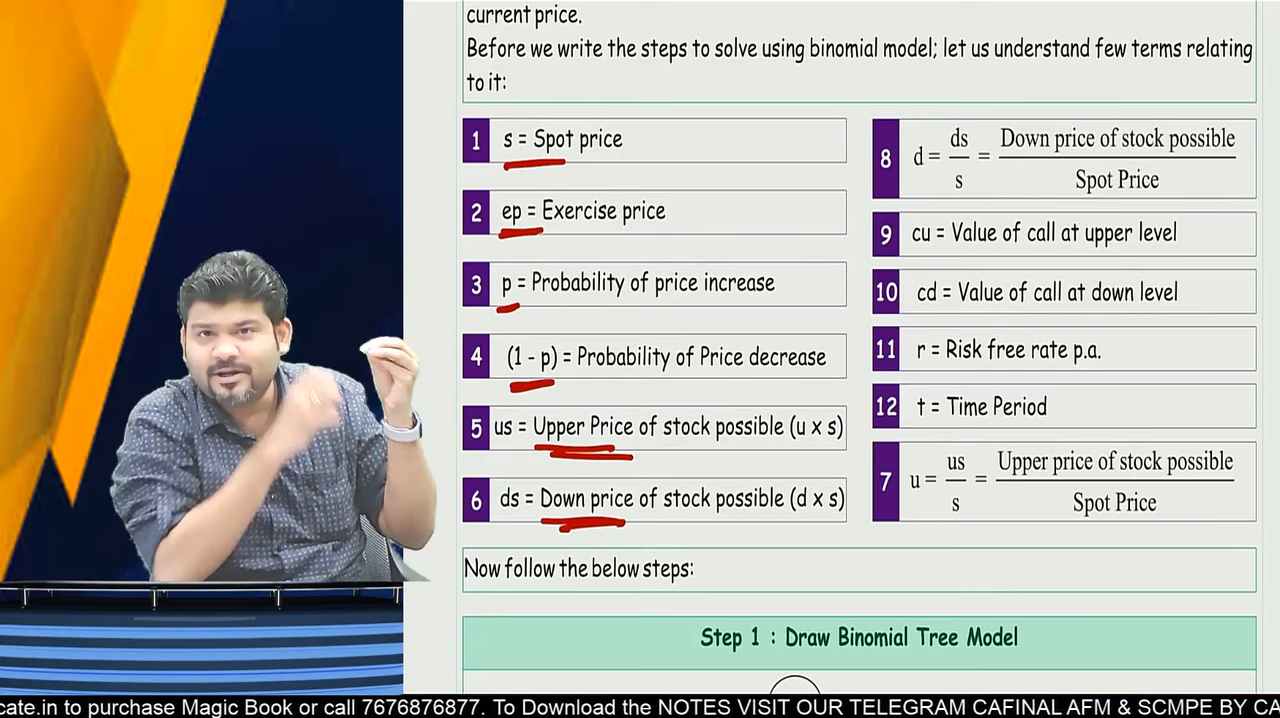 current price.
Before we write the steps to solve using binomial model; let us understand few terms relating
to it:
1 s = Spot price
2 ep = Exercise price
3 p = Probability of price increase
4 (1 - p) = Probability of Price decrease
5 us = Upper Price of stock possible (u x s)
6 ds = Down price of stock possible (d x s)
8 d = ds/s = Down price of stock possible / Spot Price
9 cu = Value of call at upper level
10 cd = Value of call at down level
11 r = Risk free rate p.a.
12 t = Time Period
7 u = us/s = Upper price of stock possible / Spot Price
Now follow the below steps:
Step 1 : Draw Binomial Tree Model
cate.in to purchase Magic Book or call 7676876877. To Download the NOTES VISIT OUR TELEGRAM CAFINAL AFM & SCMPE BY CA